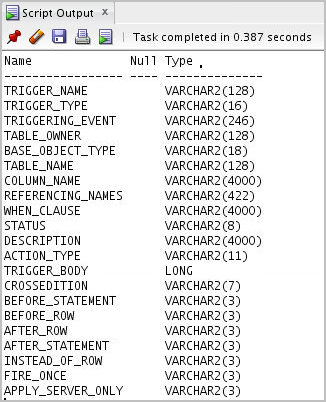 Script Output x
Task completed in 0.387 seconds
Name Null Type
------------------ ---- --------------
TRIGGER_NAME VARCHAR2(128)
TRIGGER_TYPE VARCHAR2(16)
TRIGGERING_EVENT VARCHAR2(246)
TABLE_OWNER VARCHAR2(128)
BASE_OBJECT_TYPE VARCHAR2(18)
TABLE_NAME VARCHAR2(128)
COLUMN_NAME VARCHAR2(4000)
REFERENCING_NAMES VARCHAR2(422)
WHEN_CLAUSE VARCHAR2(4000)
STATUS VARCHAR2(8)
DESCRIPTION VARCHAR2(4000)
ACTION_TYPE VARCHAR2(11)
TRIGGER_BODY LONG
CROSSEDITION VARCHAR2(7)
BEFORE_STATEMENT VARCHAR2(3)
BEFORE_ROW VARCHAR2(3)
AFTER_ROW VARCHAR2(3)
AFTER_STATEMENT VARCHAR2(3)
INSTEAD_OF_ROW VARCHAR2(3)
FIRE_ONCE VARCHAR2(3)
APPLY_SERVER_ONLY VARCHAR2(3)